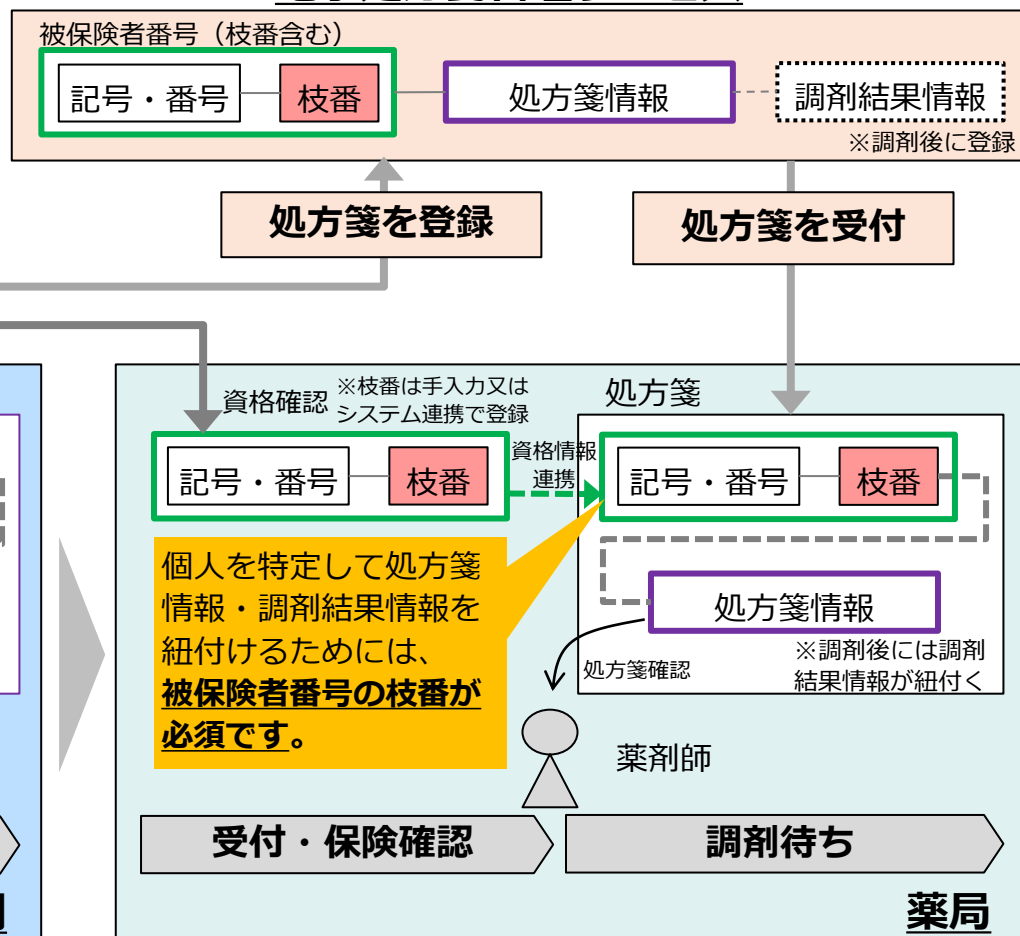 被保険者番号（枝番含む）
記号・番号
枝番
処方箋情報
調剤結果情報
※調剤後に登録
処方箋を登録
処方箋を受付
資格確認
※枝番は手入力又は
システム連携で登録
記号・番号
枝番
資格情報
連携
処方箋
記号・番号
枝番
処方箋情報
※調剤後には調剤
結果情報が紐付く
個人を特定して処方箋
情報・調剤結果情報を
紐付けるためには、
被保険者番号の枝番が
必須です。
処方箋確認
薬剤師
受付・保険確認
調剤待ち
薬局